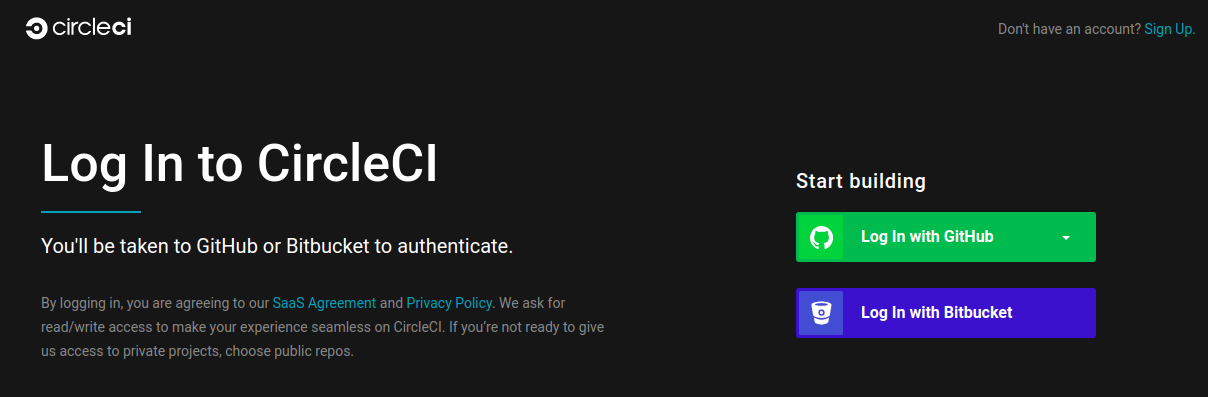 circleci
Don't have an account? Sign Up.
Log In to CircleCI
You'll be taken to GitHub or Bitbucket to authenticate.
By logging in, you are agreeing to our SaaS Agreement and Privacy Policy. We ask for
read/write access to make your experience seamless on CircleCI. If you're not ready to give
us access to private projects, choose public repos.
Start building
Log In with GitHub
Log In with Bitbucket